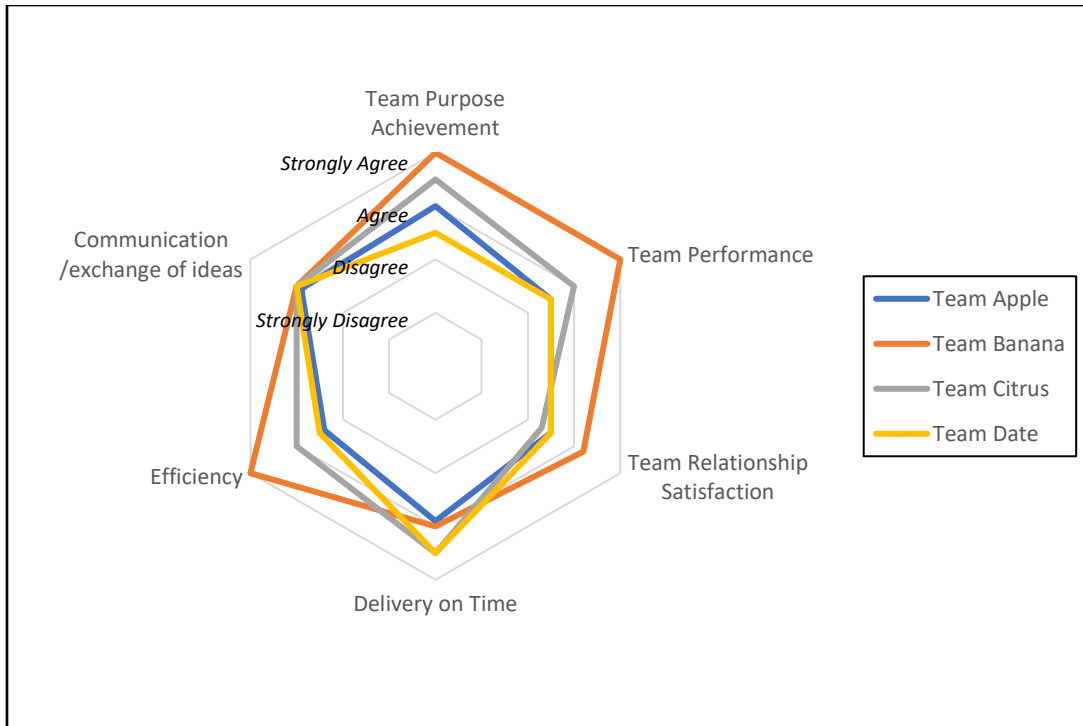 Team Purpose
Achievement
Strongly Agree
Agree
Communication
/exchange of ideas
Team Performance
Disagree
Strongly Disagree
Team Apple
Team Banana
Team Citrus
Team Date
Efficiency
Team Relationship
Satisfaction
Delivery on Time